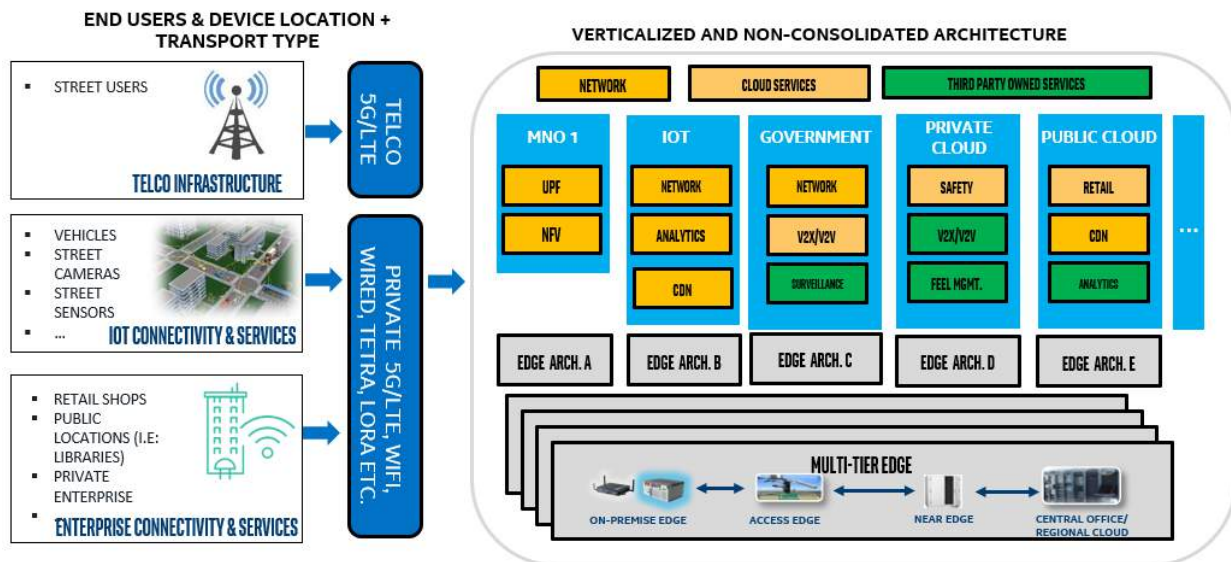 END USERS & DEVICE LOCATION +
TRANSPORT TYPE
▪ STREET USERS
TELCO INFRASTRUCTURE
▪ VEHICLES
▪ STREET
CAMERAS
▪ STREET
SENSORS
▪ ...
IOT CONNECTIVITY & SERVICES
▪ RETAIL SHOPS
▪ PUBLIC
LOCATIONS (I.E:
LIBRARIES)
▪ PRIVATE
ENTERPRISE
▪ ...
ENTERPRISE CONNECTIVITY & SERVICES
TELCO
5G/LTE
PRIVATE 5G/LTE, WIFI,
WIRED, TETRA, LORA ETC.
VERTICALIZED AND NON-CONSOLIDATED ARCHITECTURE
NETWORK
CLOUD SERVICES
THIRD PARTY OWNED SERVICES
MNO 1
UPF
NFV
IOT
NETWORK
ANALYTICS
CDN
GOVERNMENT
NETWORK
V2X/V2V
SURVEILLANCE
PRIVATE
CLOUD
SAFETY
V2X/V2V
FEEL MGMT.
PUBLIC CLOUD
RETAIL
CDN
ANALYTICS
...
EDGE ARCH. A
EDGE ARCH. B
EDGE ARCH. C
EDGE ARCH. D
EDGE ARCH. E
MULTI-TIER EDGE
ON-PREMISE EDGE
ACCESS EDGE
NEAR EDGE
CENTRAL OFFICE/
REGIONAL CLOUD